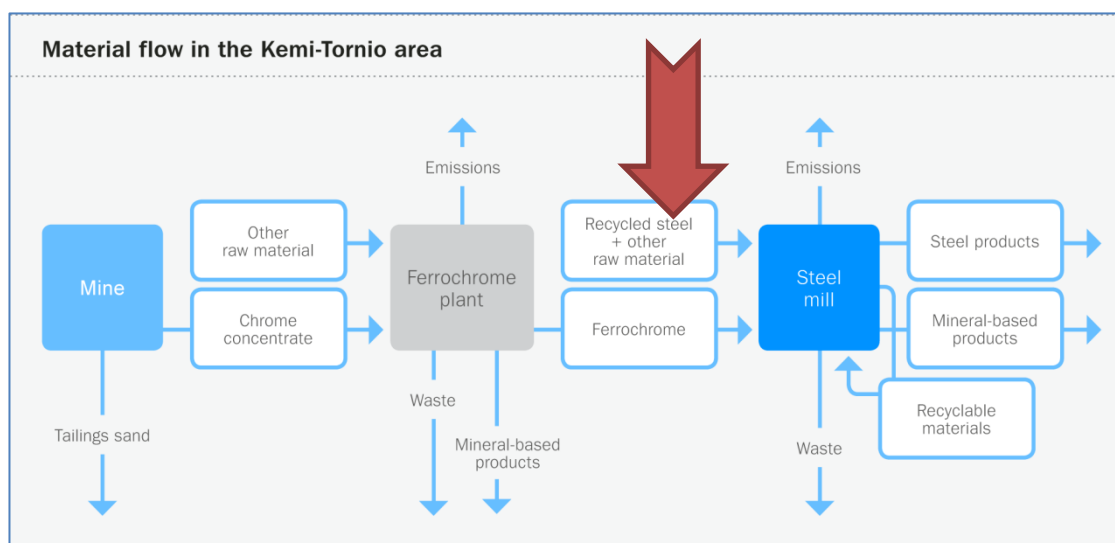 Material flow in the Kemi-Tornio area
Emissions
Emissions
Other
raw material
Recycled steel
+ other
raw material
Steel products
Mine
Ferrochrome
plant
Steel
mill
Chrome
concentrate
Ferrochrome
Mineral-based
products
Waste
Recyclable
materials
Tailings sand
Mineral-based
products
Waste